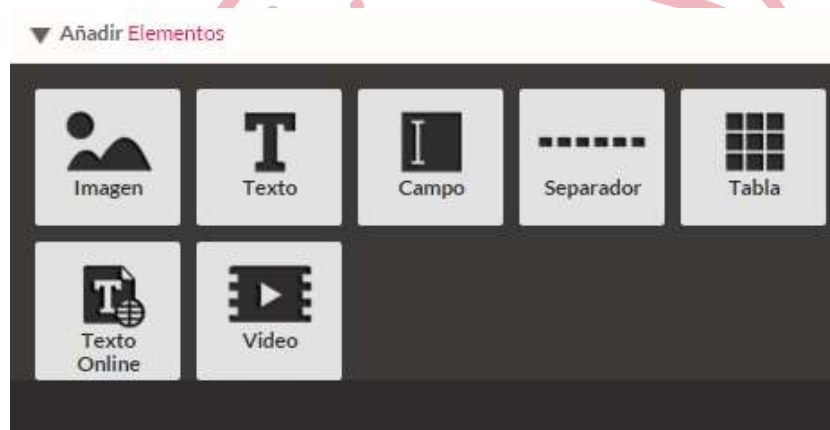 Añadir Elementos
Imagen
Texto
Campo
Separador
Tabla
Texto
Online
Video